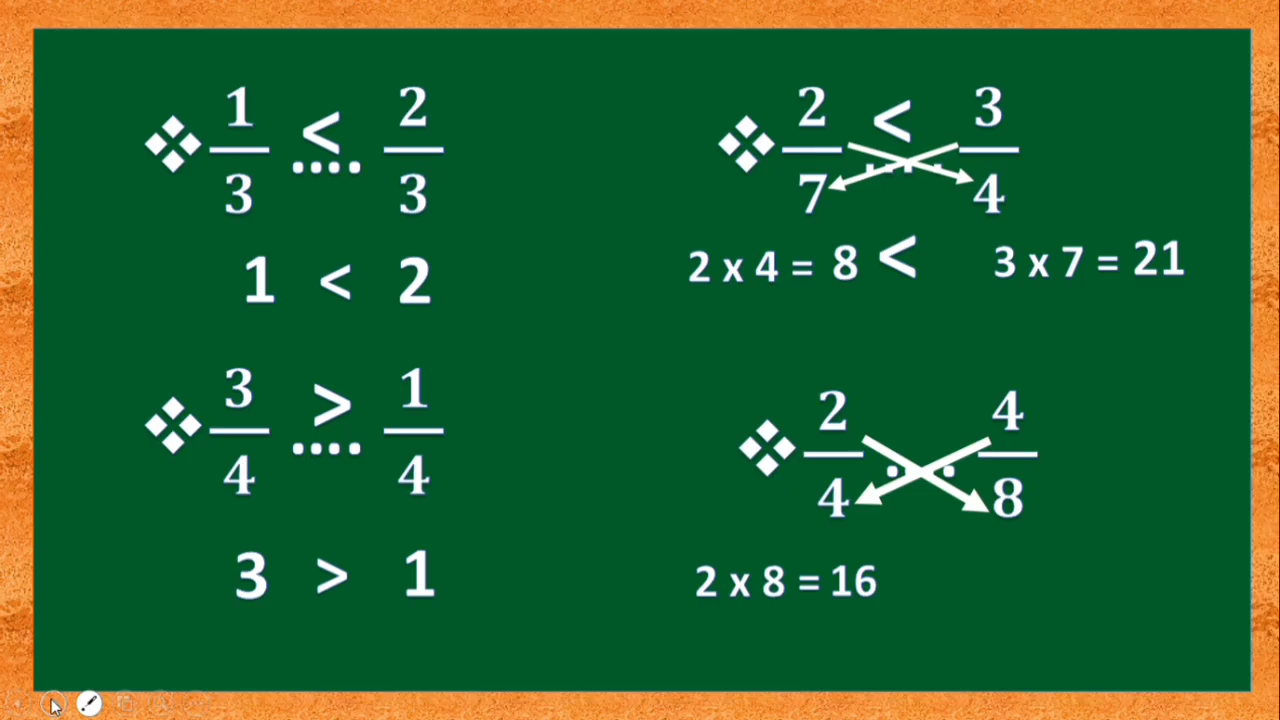 ❖ 1/3 < .... 2/3
1 < 2
❖ 3/4 > .... 1/4
3 > 1
❖ 2/7 < .... 3/4
2 x 4 = 8 < 3 x 7 = 21
❖ 2/4 .... 4/8
2 x 8 = 16